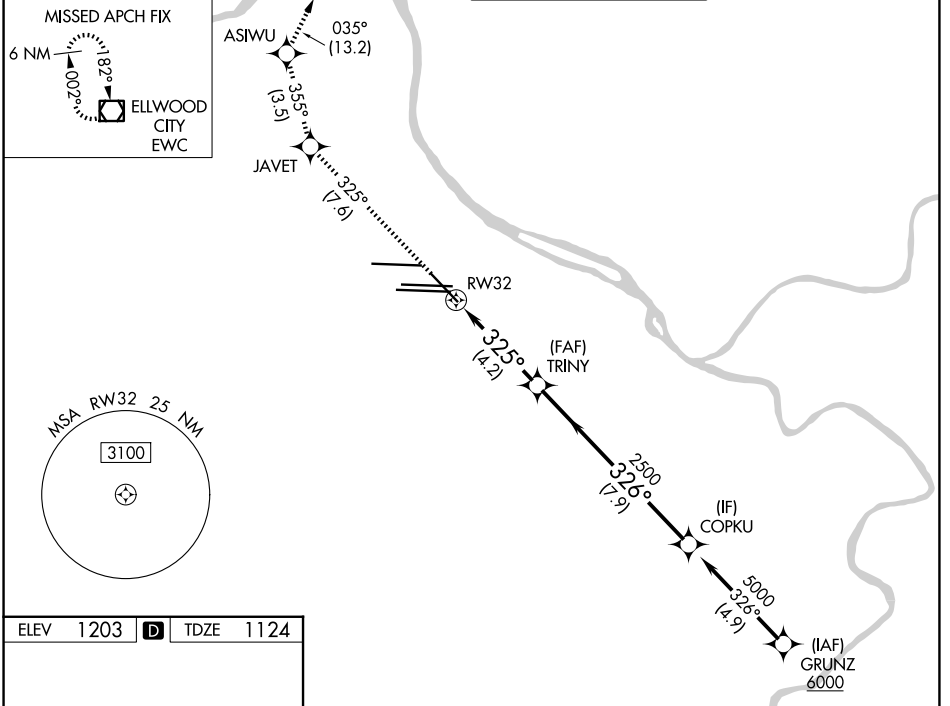 MISSED APCH FIX
6 NM
182°
002°
ELLWOOD
CITY
EWC
ASIWU
035°
(13.2)
355°
(3.5)
JAVET
325°
(7.6)
RW32
325°
(4.2)
(FAF)
TRINY
2500
326°
(7.9)
(IF)
COPKU
5000
326°
(4.9)
(IAF)
GRUNZ
6000
MSA RW32 25 NM
3100
ELEV 1203 D TDZE 1124